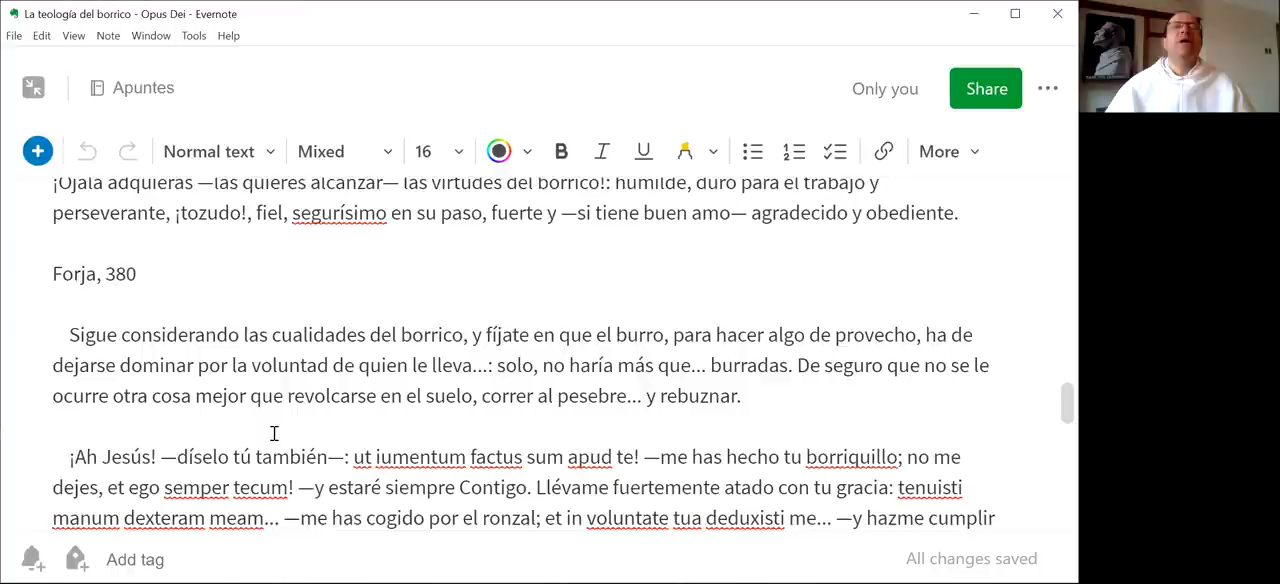 La teología del borrico - Opus Dei - Evernote
File Edit View Note Window Tools Help
Apuntes
Only you
Share
Normal text
Mixed
16
B I U
More
¡Ojalá adquieras —las quieres alcanzar— las virtudes del borrico!: humilde, duro para el trabajo y
perseverante, ¡tozudo!, fiel, segurísimo en su paso, fuerte y —si tiene buen amo— agradecido y obediente.
Forja, 380
Sigue considerando las cualidades del borrico, y fíjate en que el burro, para hacer algo de provecho, ha de
dejarse dominar por la voluntad de quien le lleva...: solo, no haría más que... burradas. De seguro que no se le
ocurre otra cosa mejor que revolcarse en el suelo, correr al pesebre... y rebuznar.
¡Ah Jesús! —díselo tú también—: ut iumentum factus sum apud te! —me has hecho tu borriquillo; no me
dejes, et ego semper tecum! —y estaré siempre Contigo. Llévame fuertemente atado con tu gracia: tenuisti
manum dexteram meam... —me has cogido por el ronzal; et in voluntate tua deduxisti me... —y hazme cumplir
Add tag
All changes saved